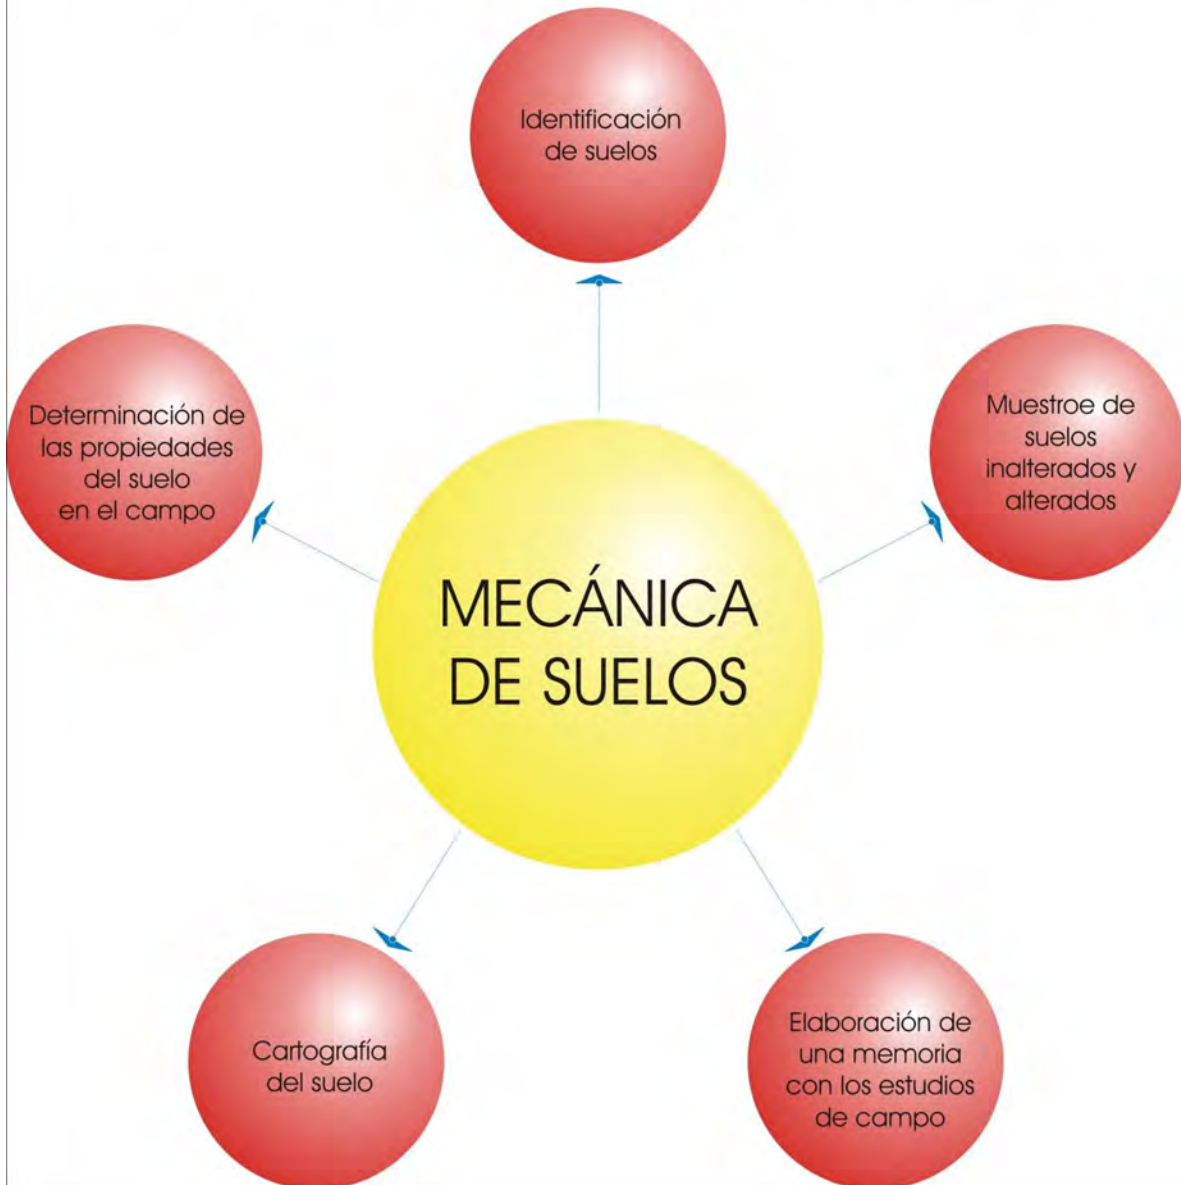 Identificación
de suelos
Determinación de
las propiedades
del suelo
en el campo
Muestroe de
suelos
inalterados y
alterados
MECÁNICA
DE SUELOS
Cartografía
del suelo
Elaboración de
una memoria
con los estudios
de campo